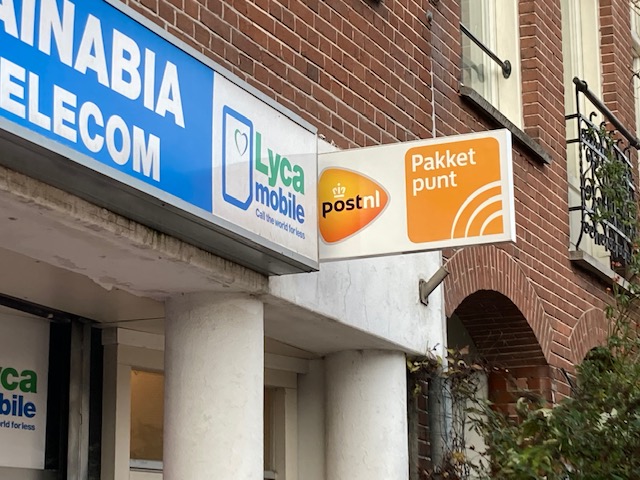 AINABIA
ELECOM
Lyca
mobile
Call the world for less
postnl
Pakket
punt
yca
obile
orld for less